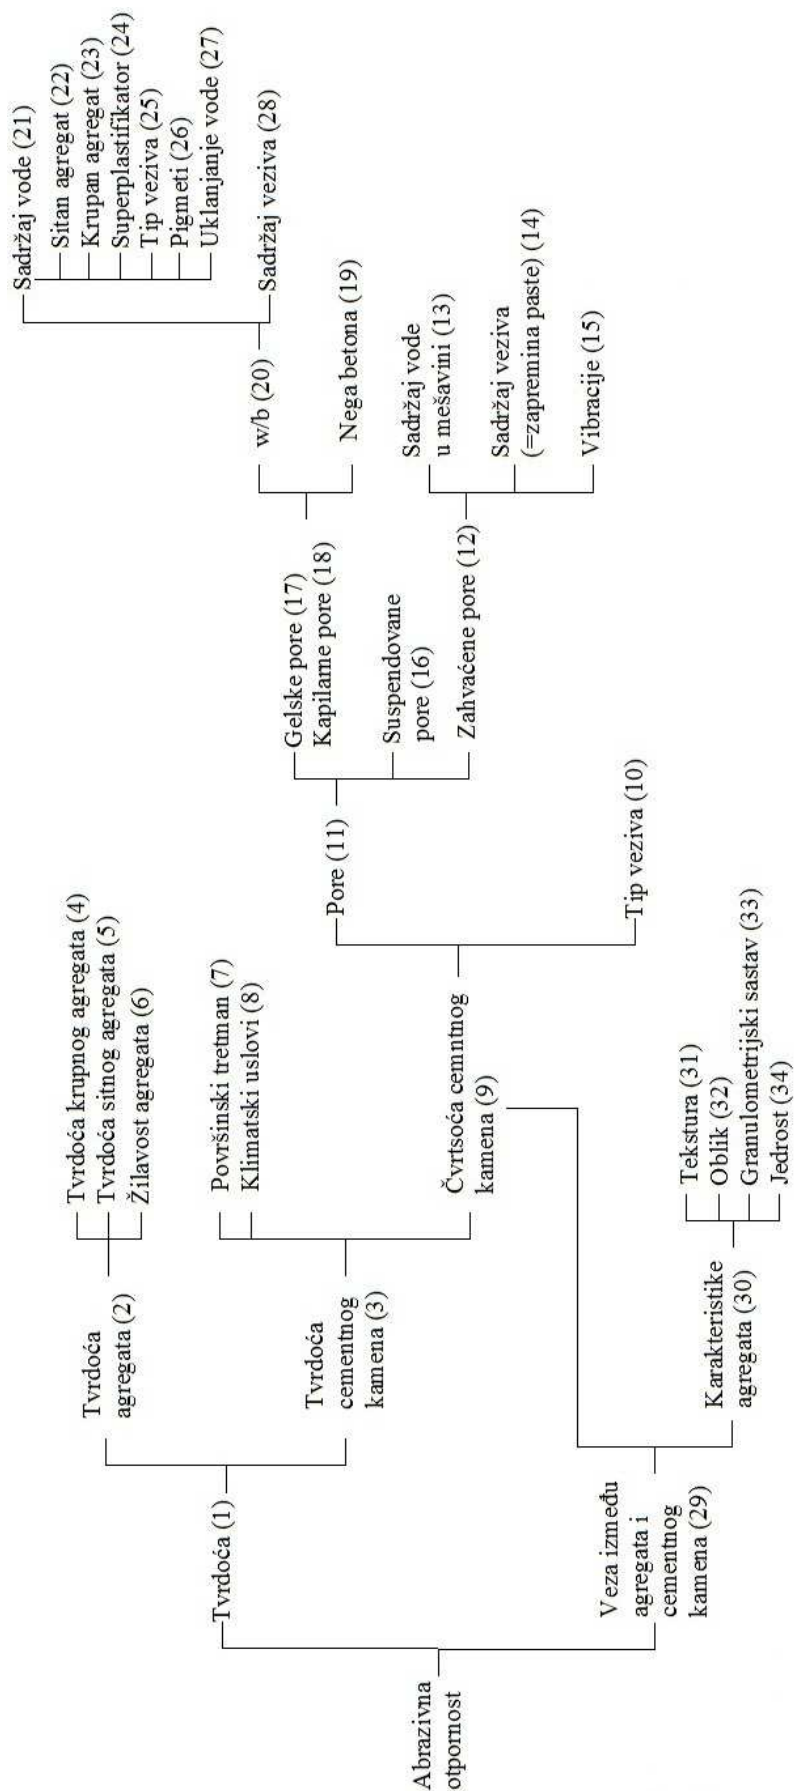 Abrazivna
otpornost
Tvrdoća (1)
Tvrdoća
agregata (2)
Tvrdoća krupnog agregata (4)
Tvrdoća sitnog agregata (5)
Žilavost agregata (6)
Tvrdoća
cementnog
kamena (3)
Površinski tretman (7)
Klimatski uslovi (8)
Čvrtsoća cemntnog
kamena (9)
Pore (11)
Gelske pore (17)
Kapilarne pore (18)
w/b (20)
Sadržaj vode (21)
Sitan agregat (22)
Krupan agregat (23)
Superplastifikator (24)
Tip veziva (25)
Pigmeti (26)
Uklanjanje vode (27)
Sadržaj veziva (28)
Nega betona (19)
Suspendovane
pore (16)
Zahvaćene pore (12)
Sadržaj vode
u mešavini (13)
Sadržaj veziva
(=zapremina paste) (14)
Vibracije (15)
Tip veziva (10)
Veza između
agregata i
cementnog
kamena (29)
Karakteristike
agregata (30)
Tekstura (31)
Oblik (32)
Granulometrijski sastav (33)
Jedrost (34)